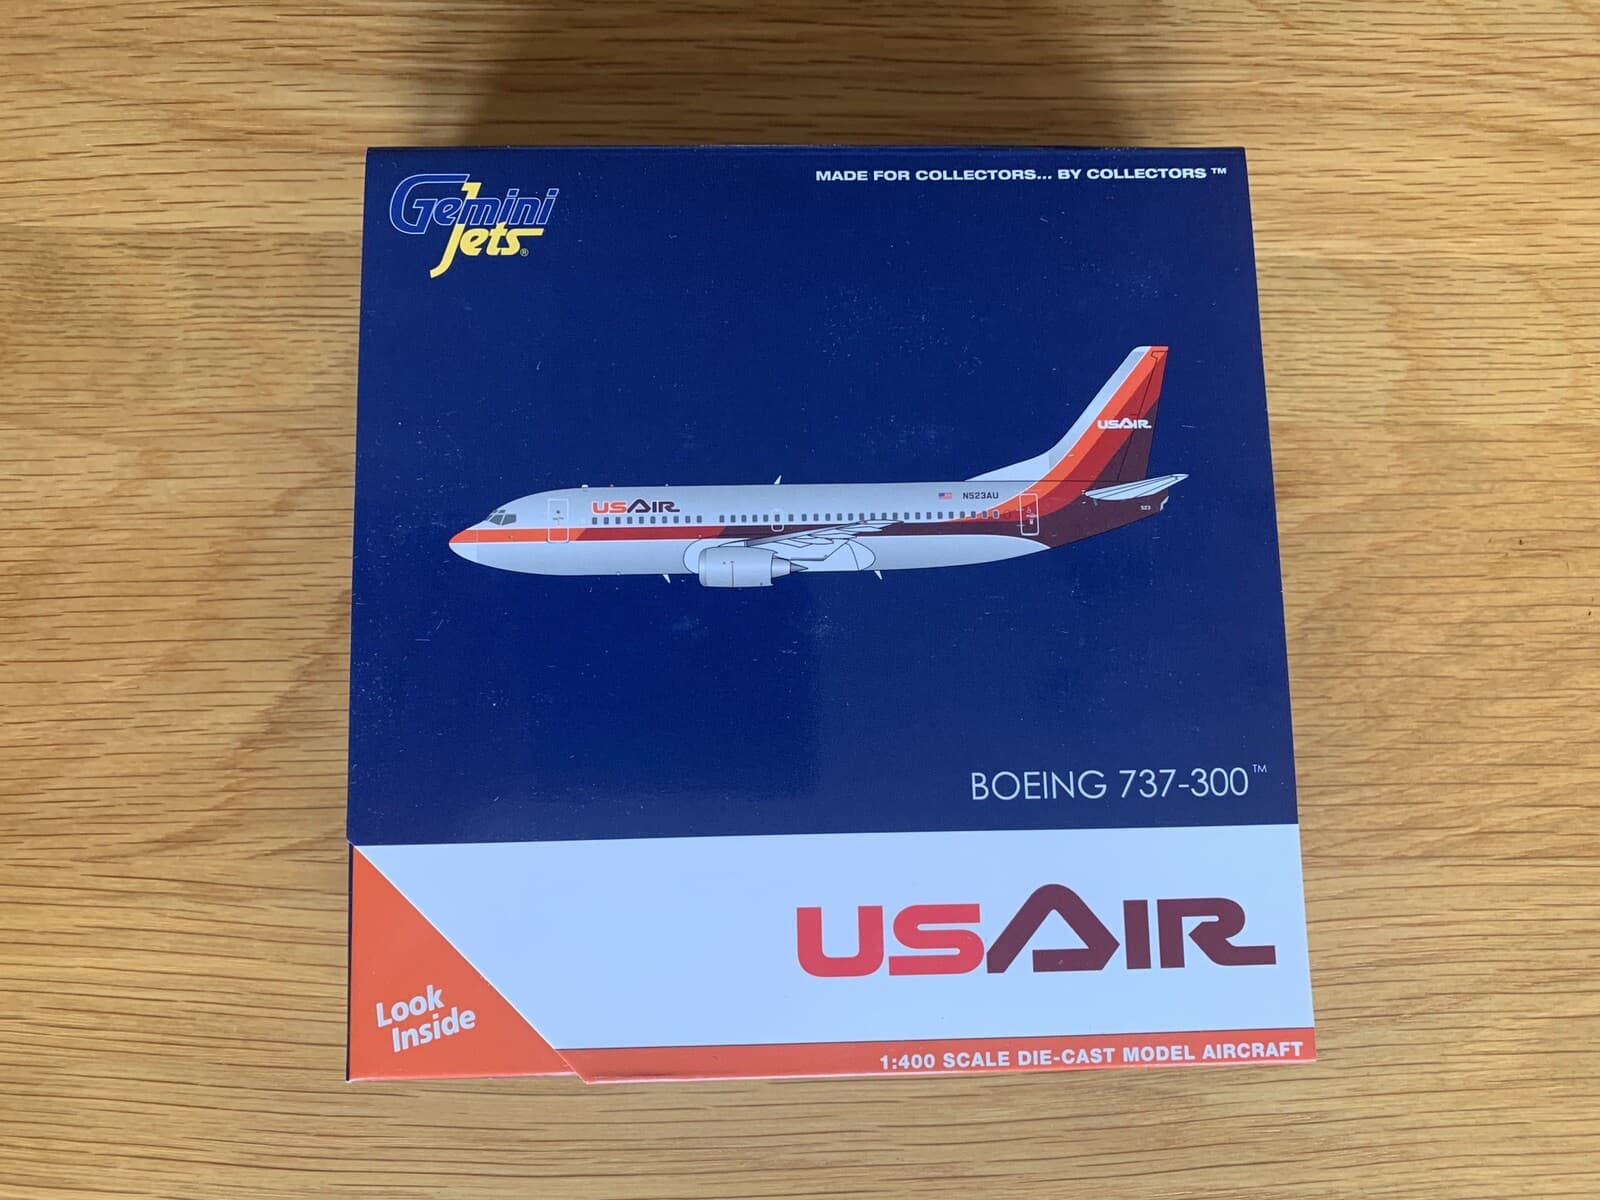 Gemini
Jets®
MADE FOR COLLECTORS... BY COLLECTORS ™
USAIR
N523AU
USAIR
523
BOEING 737-300™
USAIR
Look
Inside
1:400 SCALE DIE-CAST MODEL AIRCRAFT